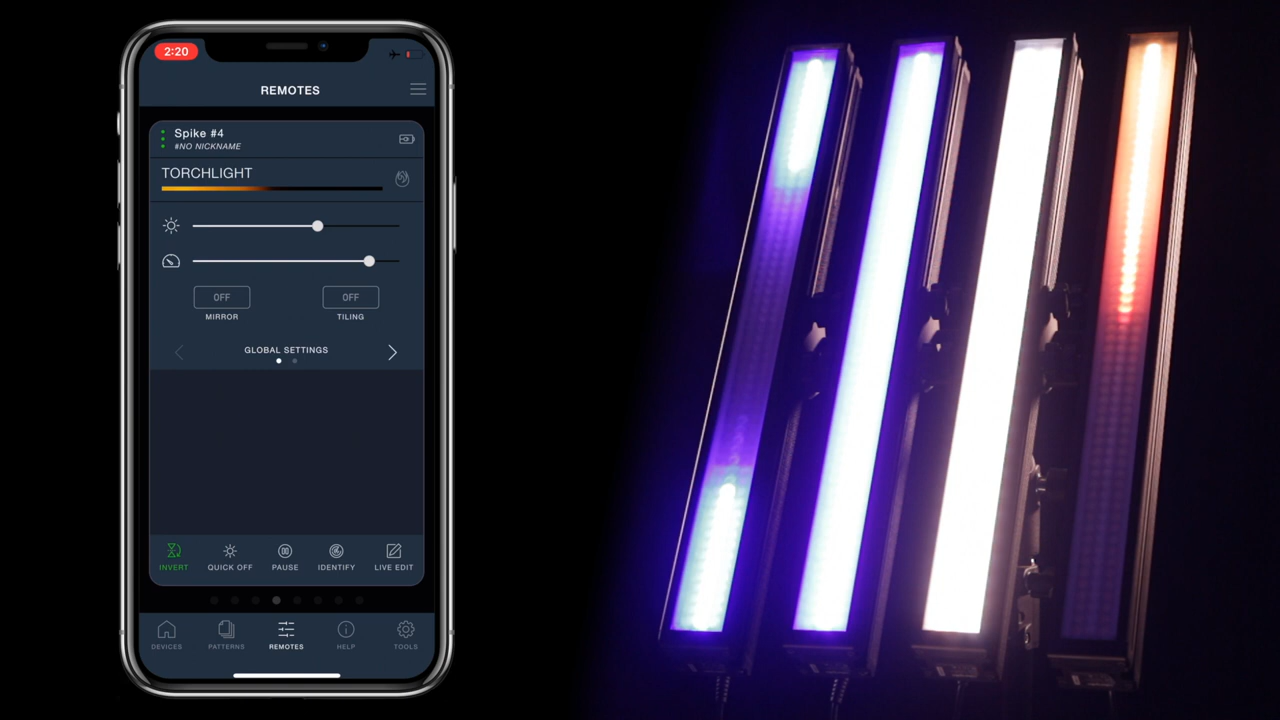 2:20
REMOTES
Spike #4
#NO NICKNAME
TORCHLIGHT
OFF
OFF
MIRROR
TILING
GLOBAL SETTINGS
INVERT
QUICK OFF
PAUSE
IDENTIFY
LIVE EDIT
DEVICES
PATTERNS
REMOTES
HELP
TOOLS